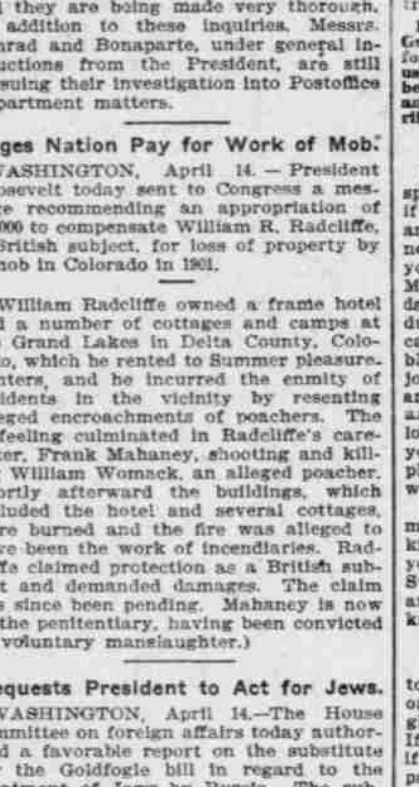 they are being made very thorough.
addition to these inquiries, Messrs.
rad and Bonaparte, under general in-
uctions from the President, are still
suing their investigation into Postoffice
partment matters.
ges Nation Pay for Work of Mob.
ASHINGTON, April 14. — President
osevelt today sent to Congress a mes-
e recommending an appropriation of
000 to compensate William R. Radcliffe,
British subject, for loss of property by
mob in Colorado in 1901.
William Radcliffe owned a frame hotel
d a number of cottages and camps at
Grand Lakes in Delta County, Colo-
o, which he rented to Summer pleasure-
nters, and he incurred the enmity of
idents in the vicinity by resenting
eged encroachments of poachers. The
feeling culminated in Radcliffe's care-
er, Frank Mahaney, shooting and kill-
William Womack, an alleged poacher.
ortly afterward the buildings, which
luded the hotel and several cottages,
re burned and the fire was alleged to
ve been the work of incendiaries. Rad-
ffe claimed protection as a British sub-
t and demanded damages. The claim
s since been pending. Mahaney is now
the penitentiary, having been convicted
voluntary manslaughter.)
equests President to Act for Jews.
WASHINGTON, April 14.—The House
mmittee on foreign affairs today author-
d a favorable report on the substitute
the Goldfogle bill in regard to the